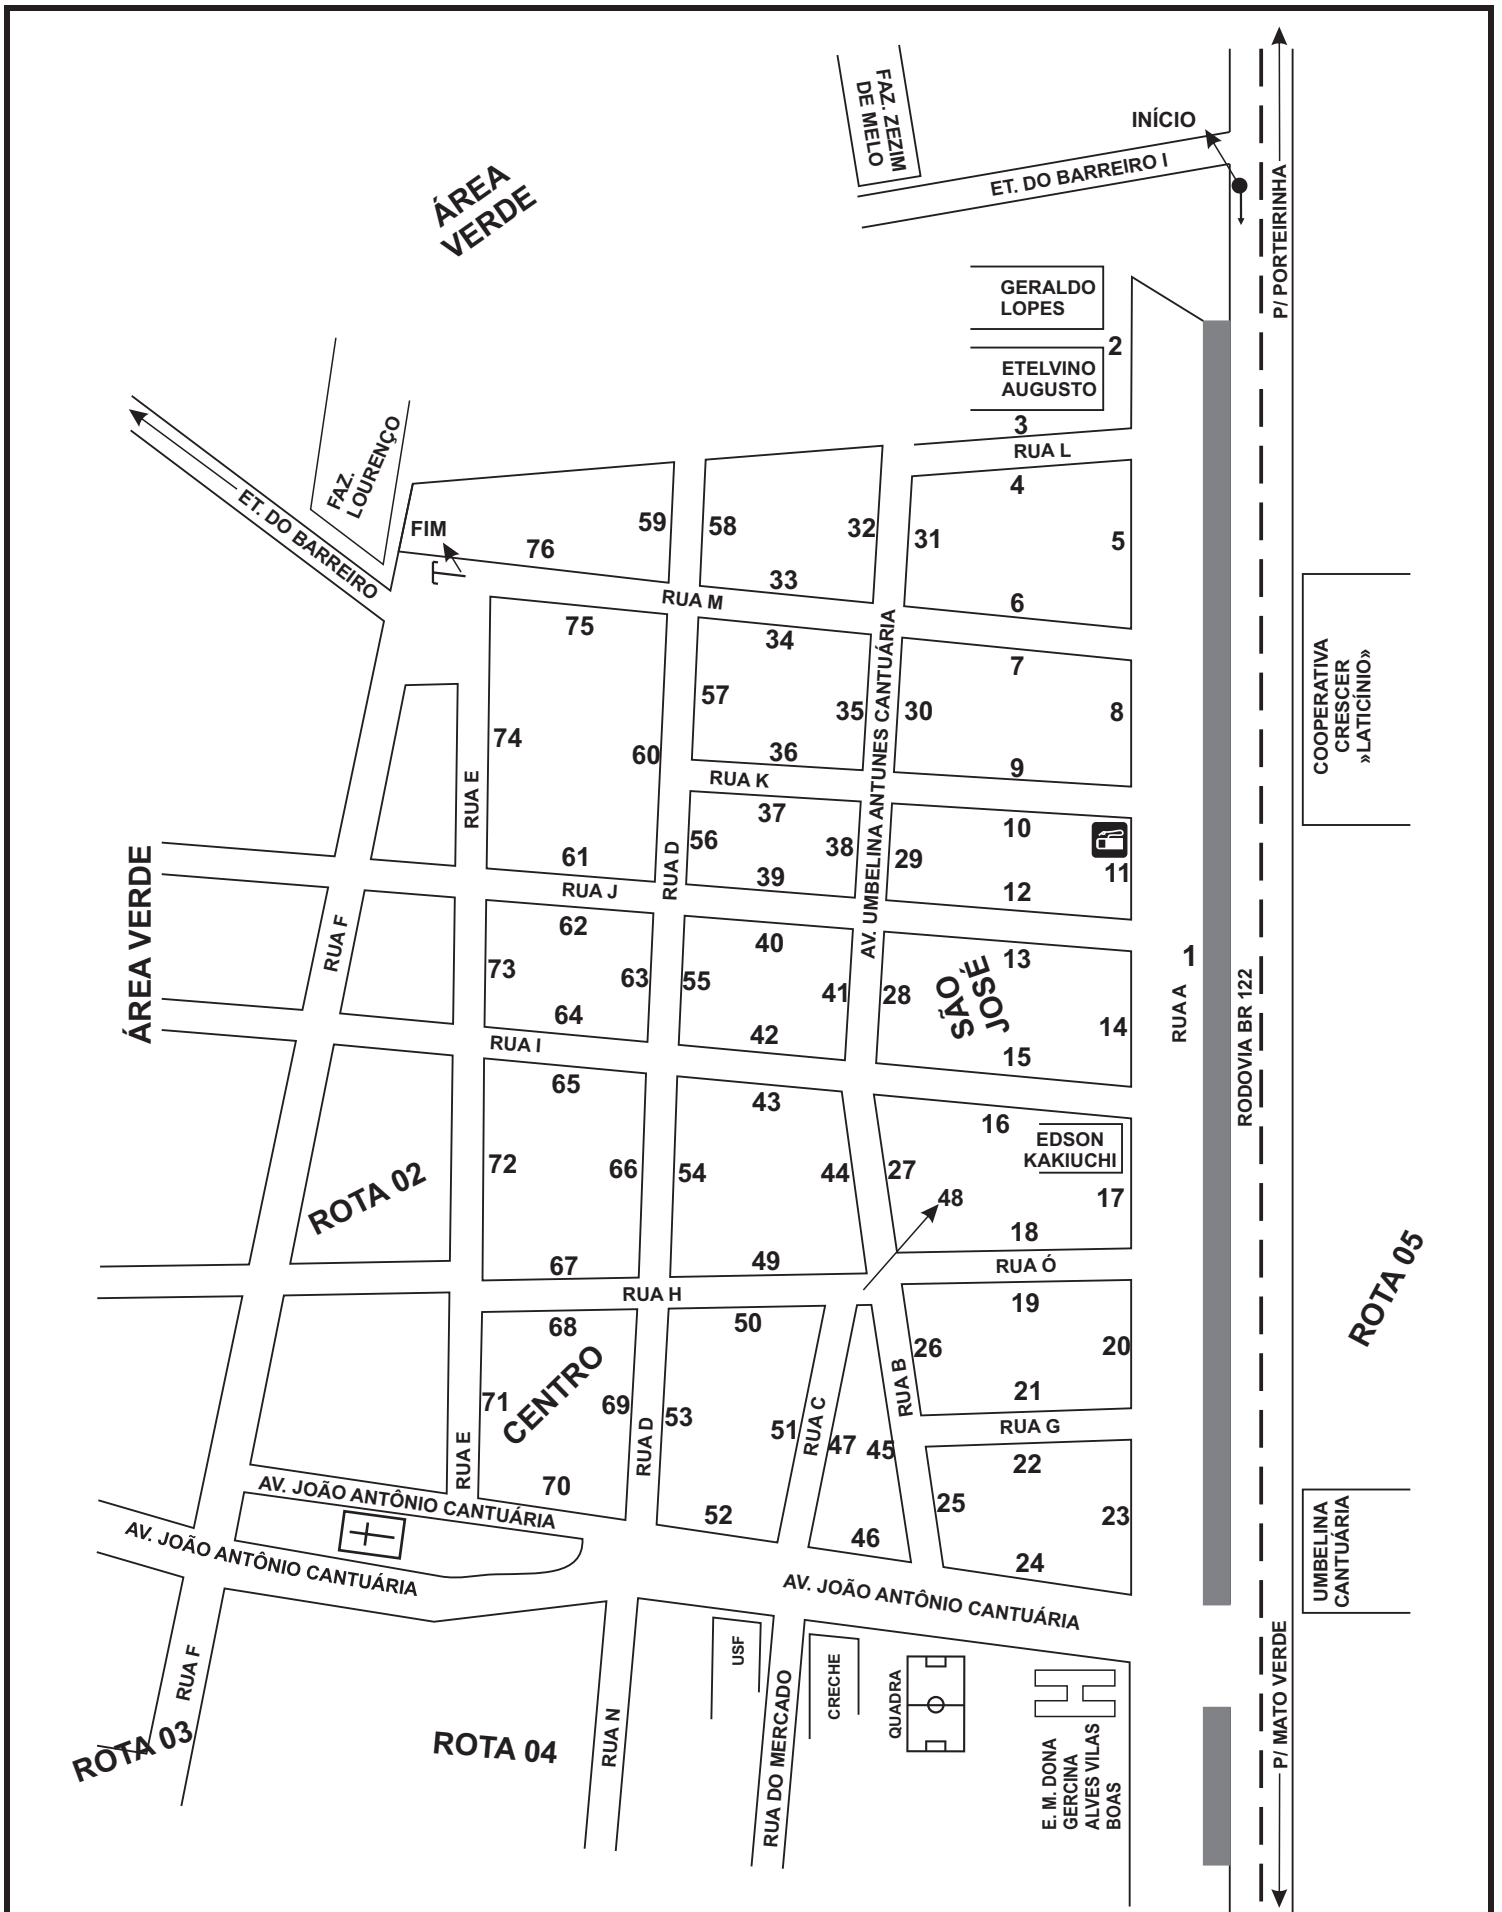 FAZ. ZEZIM
DE MELO
INÍCIO
ET. DO BARREIRO I
P/ PORTEIRINHA
ÁREA
VERDE
GERALDO
LOPES
2
ETELVINO
AUGUSTO
3
RUA L
4
FAZ.
LOURENÇO
ET. DO BARREIRO
FIM
76
59
58
32
31
5
33
6
RUA M
75
34
7
57
35
30
8
74
60
36
9
RUA E
RUA K
AV. UMBELINA ANTUNES CANTUÁRIA
COOPERATIVA
CRESCER
»LATICÍNIO»
37
10
56
38
29
11
61
39
12
RUA D
RUA J
ÁREA VERDE
RUA F
62
40
13
SÃO
JOSÉ
1
73
63
55
41
28
14
64
42
15
RUA A
RODOVIA BR 122
RUA I
65
43
16
EDSON
KAKIUCHI
72
66
54
44
27
48
17
ROTA 02
18
67
49
RUA Ó
RUA H
ROTA 05
68
50
19
CENTRO
26
20
71
69
53
51
RUA C
47
45
RUA B
21
RUA G
RUA E
RUA D
22
70
52
46
25
23
24
AV. JOÃO ANTÔNIO CANTUÁRIA
AV. JOÃO ANTÔNIO CANTUÁRIA
AV. JOÃO ANTÔNIO CANTUÁRIA
UMBELINA
CANTUÁRIA
RUA F
USF
CRECHE
QUADRA
P/ MATO VERDE
ROTA 03
ROTA 04
RUA N
RUA DO MERCADO
E. M. DONA
GERCINA
ALVES VILAS
BOAS